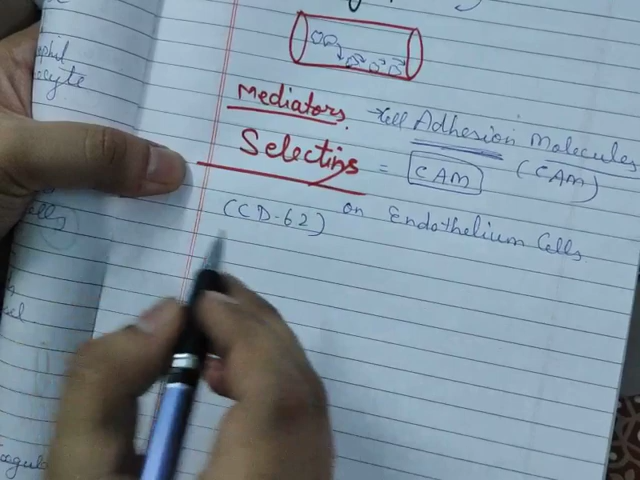 Mediators. → Cell Adhesion Molecules
Selectins = CAM (CAM)
(CD-62) on Endothelium Cells